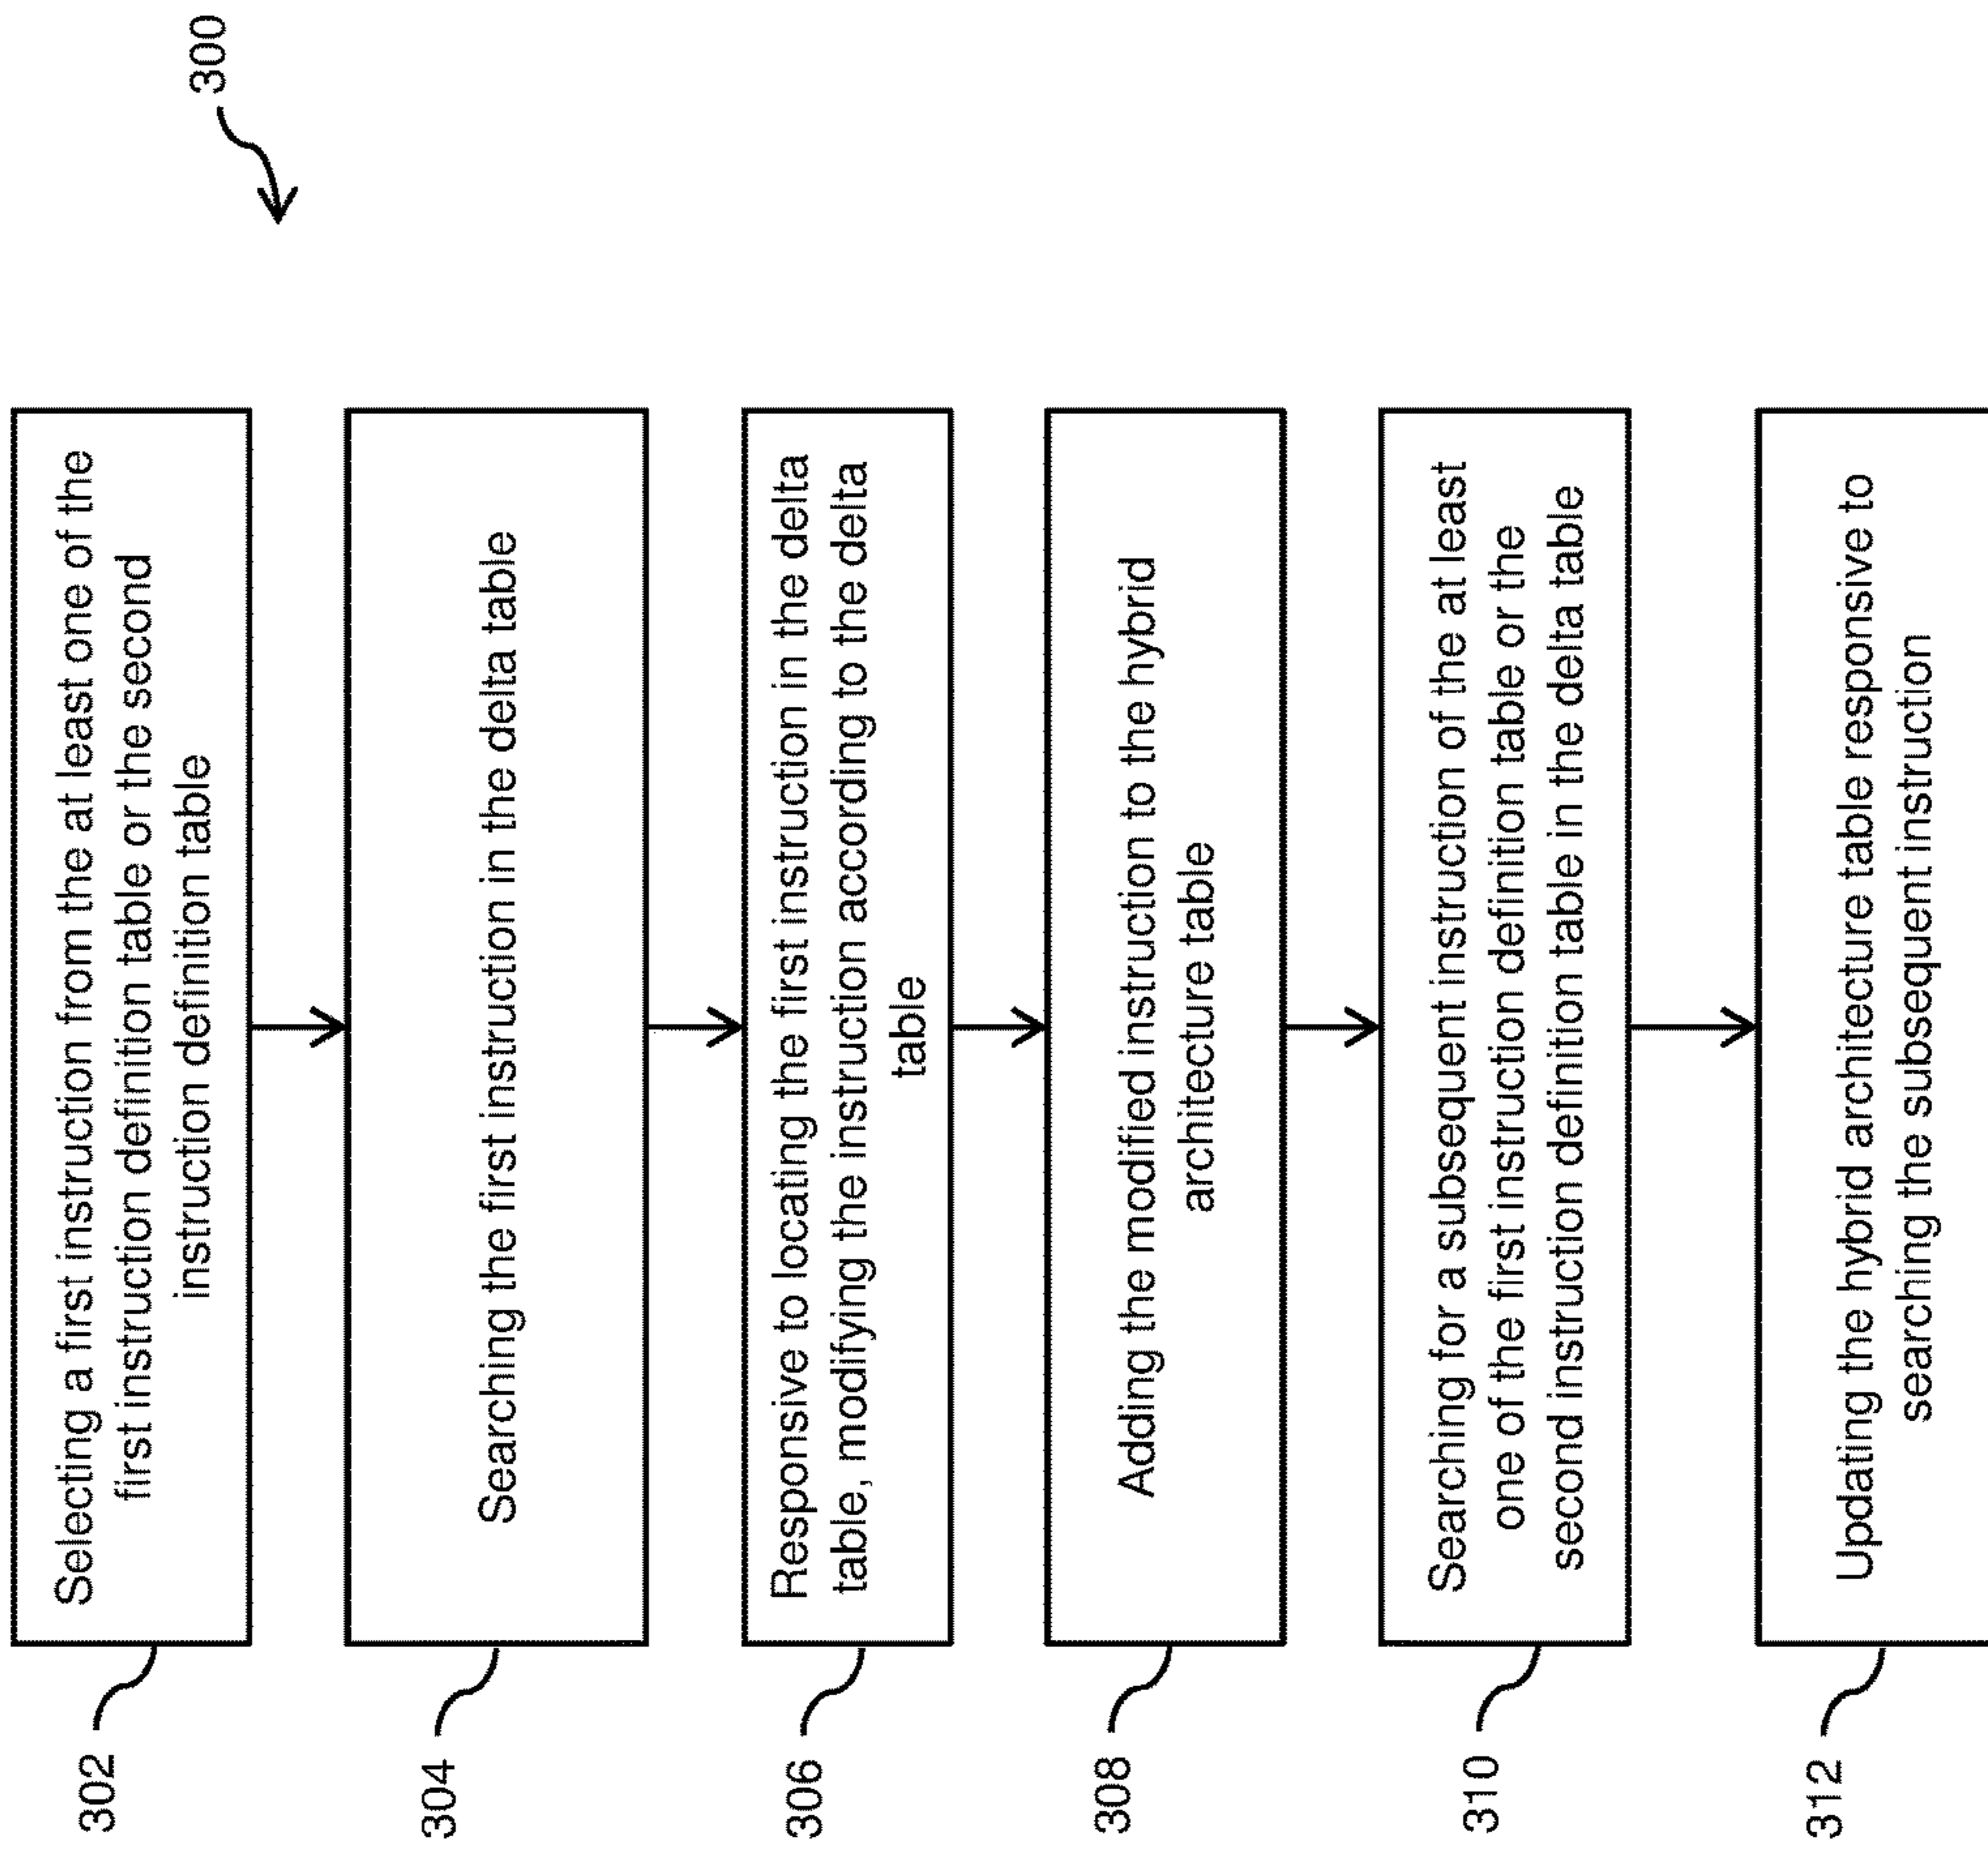 300
302
Selecting a first instruction from the at least one of the
first instruction definition table or the second
instruction definition table
304
Searching the first instruction in the delta table
306
Responsive to locating the first instruction in the delta
table, modifying the instruction according to the delta
table
308
Adding the modified instruction to the hybrid
architecture table
310
Searching for a subsequent instruction of the at least
one of the first instruction definition table or the
second instruction definition table in the delta table
312
Updating the hybrid architecture table responsive to
searching the subsequent instruction